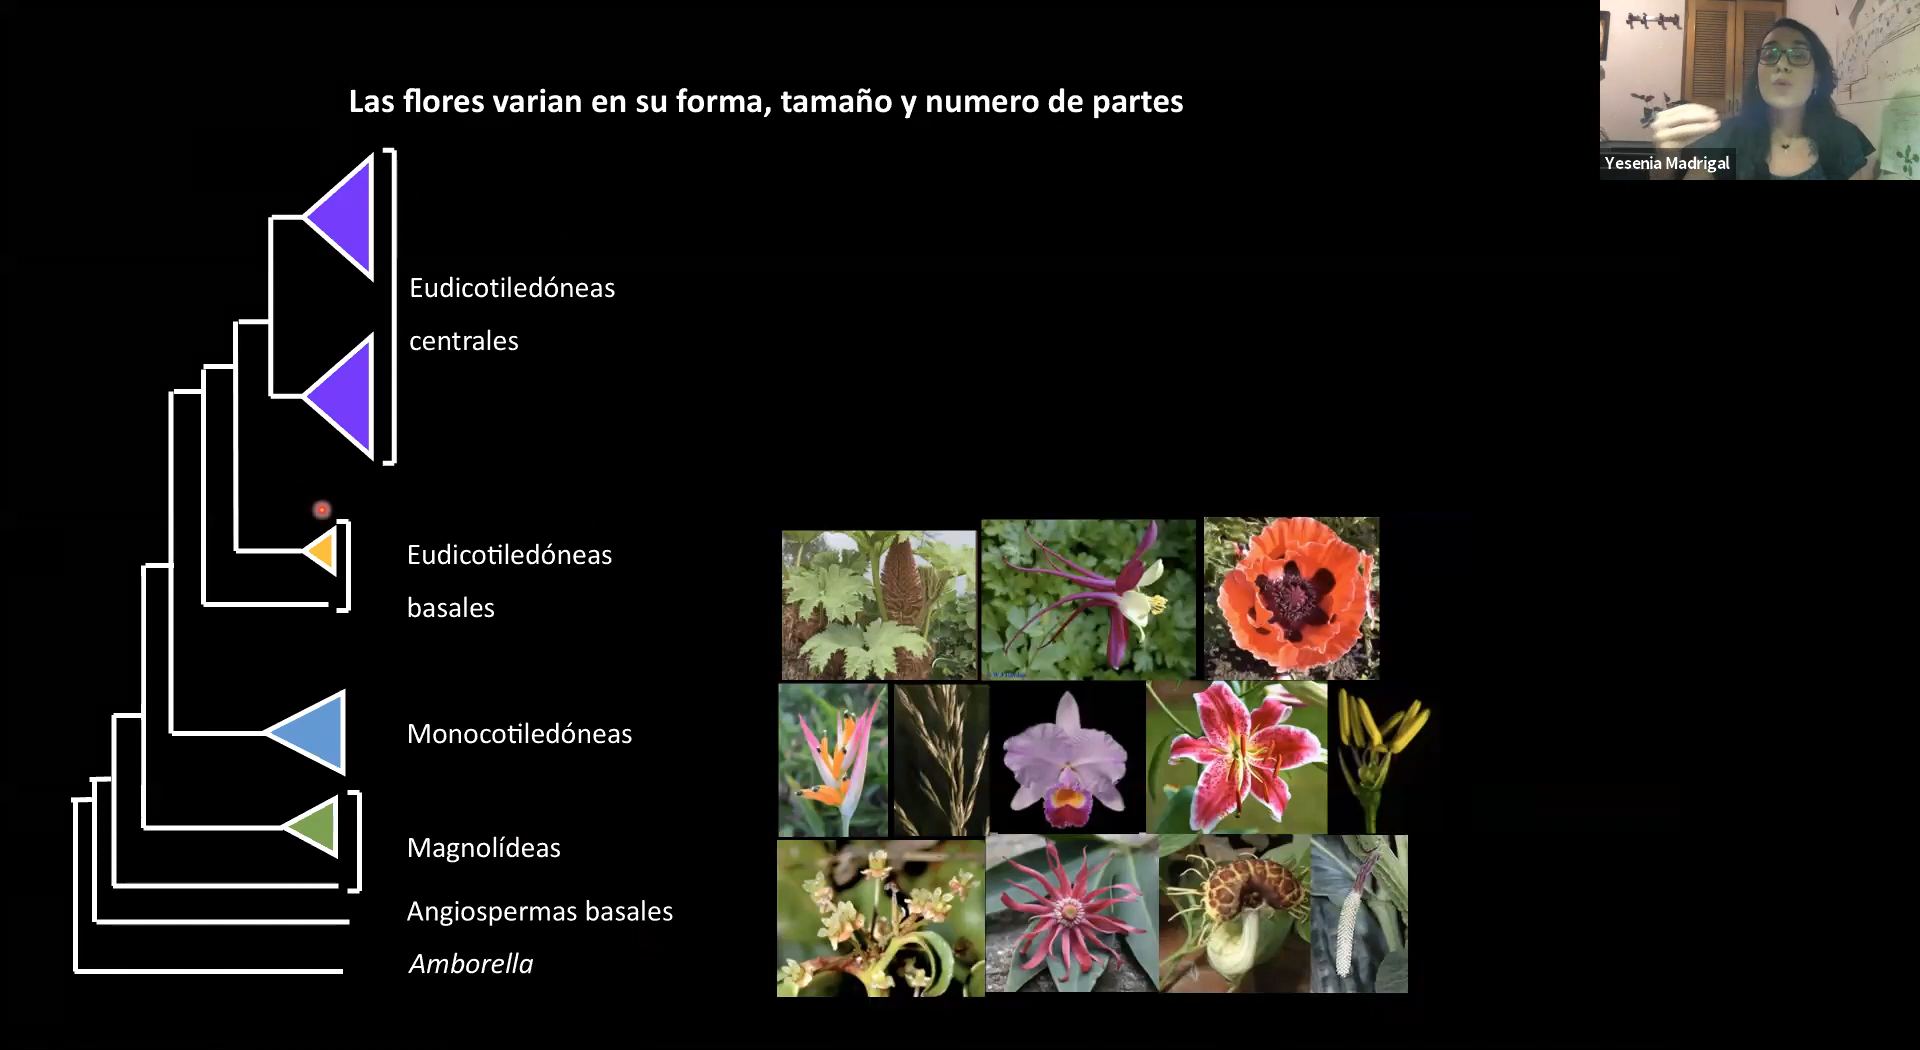 Las flores varian en su forma, tamaño y numero de partes
Yesenia Madrigal
Eudicotiledóneas
centrales
Eudicotiledóneas
basales
Monocotiledóneas
Magnolídeas
Angiospermas basales
Amborella